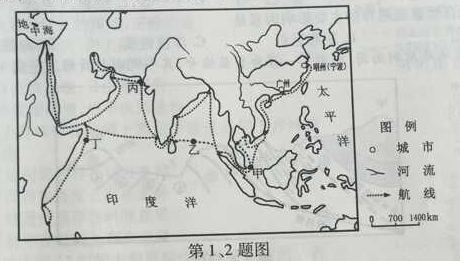 地中海
明州(宁波)
广州
太
平
洋
丙
丁
乙
甲
印度洋
图例
城市
河流
航线
0 700 1400km
第1、2题图